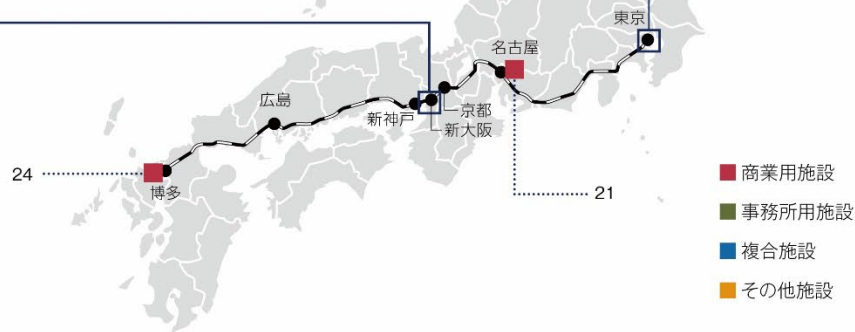 東京
名古屋
広島
新神戸
京都
新大阪
博多
24
21
商業用施設
事務所用施設
複合施設
その他施設